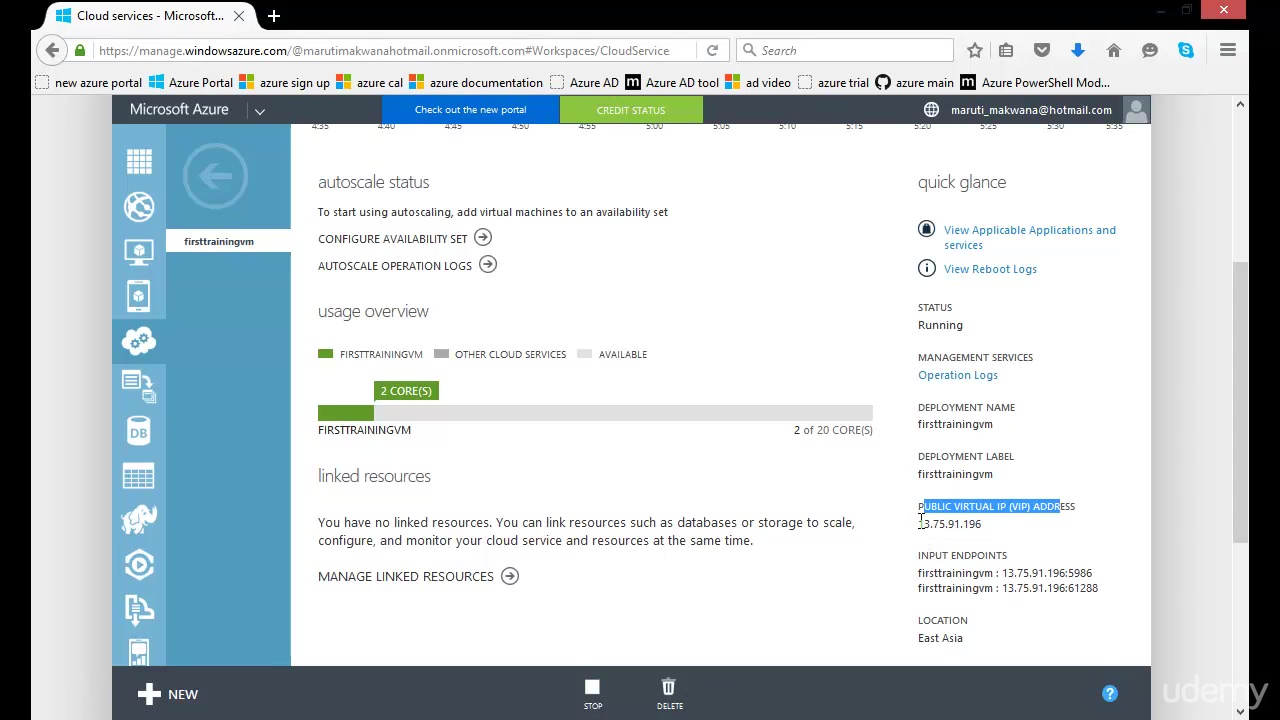 Cloud services - Microsoft...
https://manage.windowsazure.com/@marutimakwanahotmail.onmicrosoft.com#Workspaces/CloudService
Search
new azure portal
Azure Portal
azure sign up
azure cal
azure documentation
Azure AD
Azure AD tool
ad video
azure trial
azure main
Azure PowerShell Mod...
Microsoft Azure
Check out the new portal
CREDIT STATUS
maruti_makwana@hotmail.com
4:35 4:40 4:45 4:50 4:55 5:00 5:05 5:10 5:15 5:20 5:25 5:30 5:35
firsttrainingvm
autoscale status
To start using autoscaling, add virtual machines to an availability set
CONFIGURE AVAILABILITY SET
AUTOSCALE OPERATION LOGS
usage overview
FIRSTTRAININGVM OTHER CLOUD SERVICES AVAILABLE
2 CORE(S)
FIRSTTRAININGVM 2 of 20 CORE(S)
linked resources
You have no linked resources. You can link resources such as databases or storage to scale,
configure, and monitor your cloud service and resources at the same time.
MANAGE LINKED RESOURCES
quick glance
View Applicable Applications and
services
View Reboot Logs
STATUS
Running
MANAGEMENT SERVICES
Operation Logs
DEPLOYMENT NAME
firsttrainingvm
DEPLOYMENT LABEL
firsttrainingvm
PUBLIC VIRTUAL IP (VIP) ADDRESS
13.75.91.196
INPUT ENDPOINTS
firsttrainingvm : 13.75.91.196:5986
firsttrainingvm : 13.75.91.196:61288
LOCATION
East Asia
DB
NEW
STOP
DELETE
?
udemy